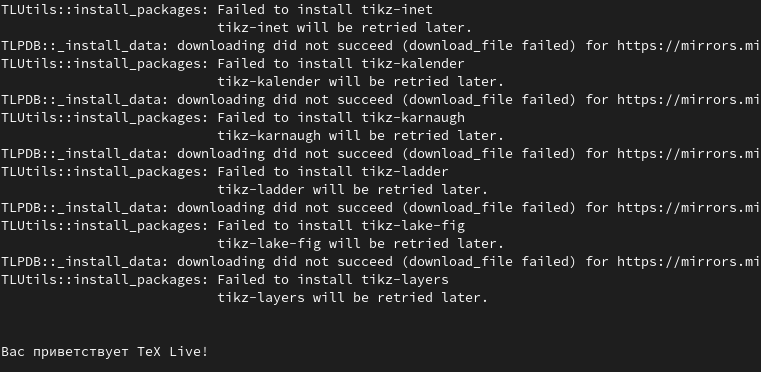 TLUtils::install_packages: Failed to install tikz-inet
tikz-inet will be retried later.
TLPDB::_install_data: downloading did not succeed (download_file failed) for https://mirrors.mi
TLUtils::install_packages: Failed to install tikz-kalender
tikz-kalender will be retried later.
TLPDB::_install_data: downloading did not succeed (download_file failed) for https://mirrors.mi
TLUtils::install_packages: Failed to install tikz-karnaugh
tikz-karnaugh will be retried later.
TLPDB::_install_data: downloading did not succeed (download_file failed) for https://mirrors.mi
TLUtils::install_packages: Failed to install tikz-ladder
tikz-ladder will be retried later.
TLPDB::_install_data: downloading did not succeed (download_file failed) for https://mirrors.mi
TLUtils::install_packages: Failed to install tikz-lake-fig
tikz-lake-fig will be retried later.
TLPDB::_install_data: downloading did not succeed (download_file failed) for https://mirrors.mi
TLUtils::install_packages: Failed to install tikz-layers
tikz-layers will be retried later.
Вас приветствует TeX Live!